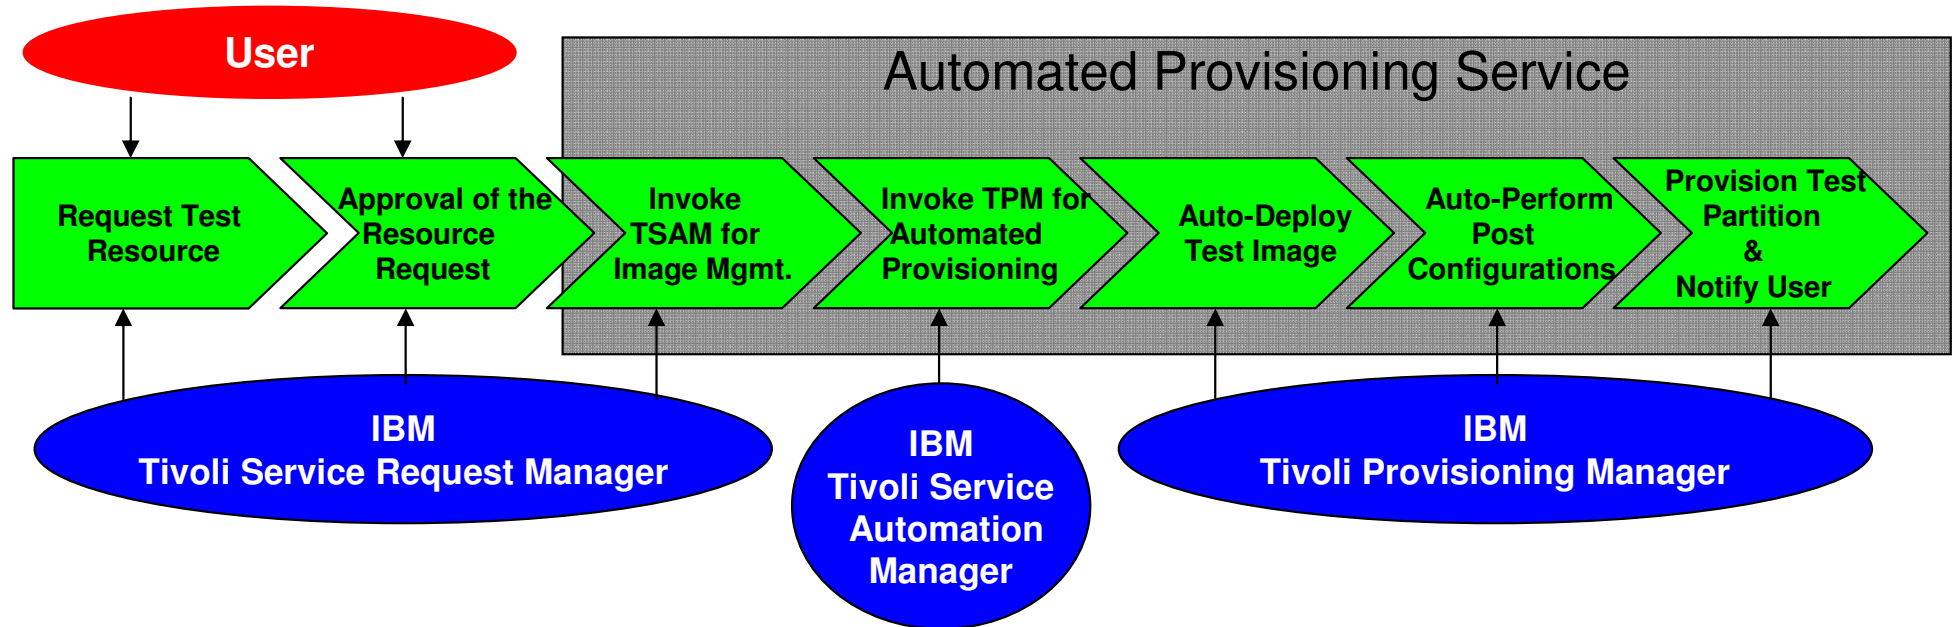 User
Automated Provisioning Service
Request Test
Resource
Approval of the
Resource
Request
Invoke
TSAM for
Image Mgmt.
Invoke TPM for
Automated
Provisioning
Auto-Deploy
Test Image
Auto-Perform
Post
Configurations
Provision Test
Partition
&
Notify User
IBM
Tivoli Service Request Manager
IBM
Tivoli Service
Automation
Manager
IBM
Tivoli Provisioning Manager